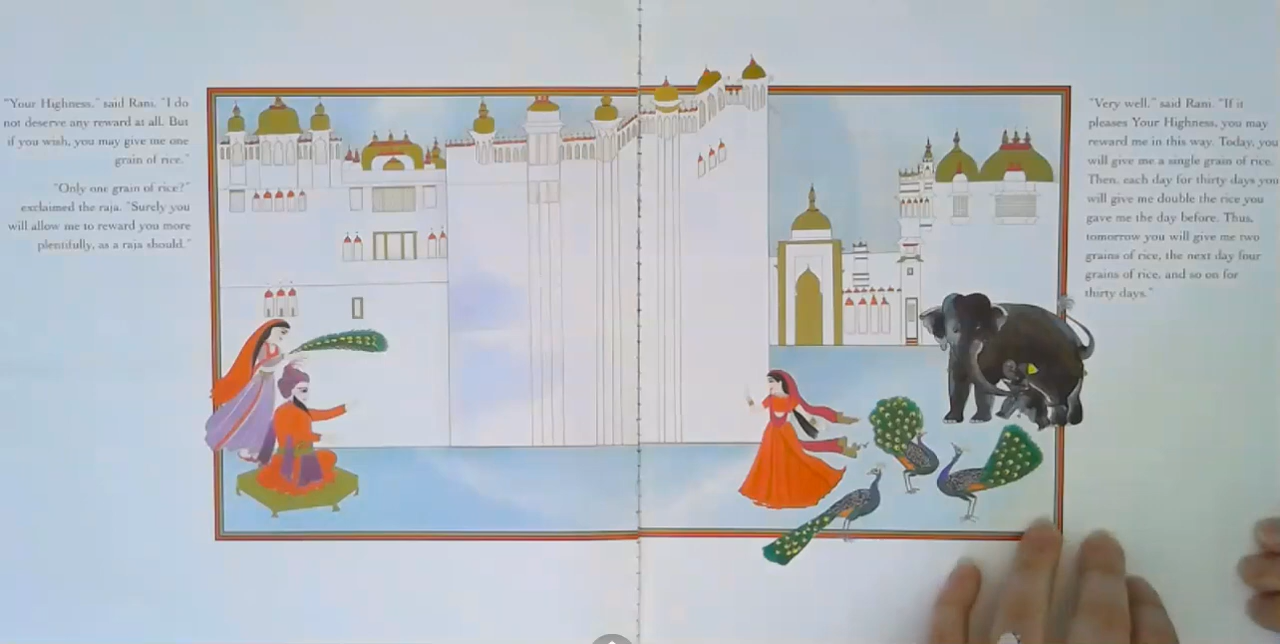 "Your Highness," said Rani, "I do
not deserve any reward at all. But
if you wish, you may give me one
grain of rice."
"Only one grain of rice?"
exclaimed the raja. "Surely you
will allow me to reward you more
plentifully, as a raja should."
"Very well," said Rani. "If it
pleases Your Highness, you may
reward me in this way. Today, you
will give me a single grain of rice.
Then, each day for thirty days you
will give me double the rice you
gave me the day before. Thus,
tomorrow you will give me two
grains of rice, the next day four
grains of rice, and so on for
thirty days."